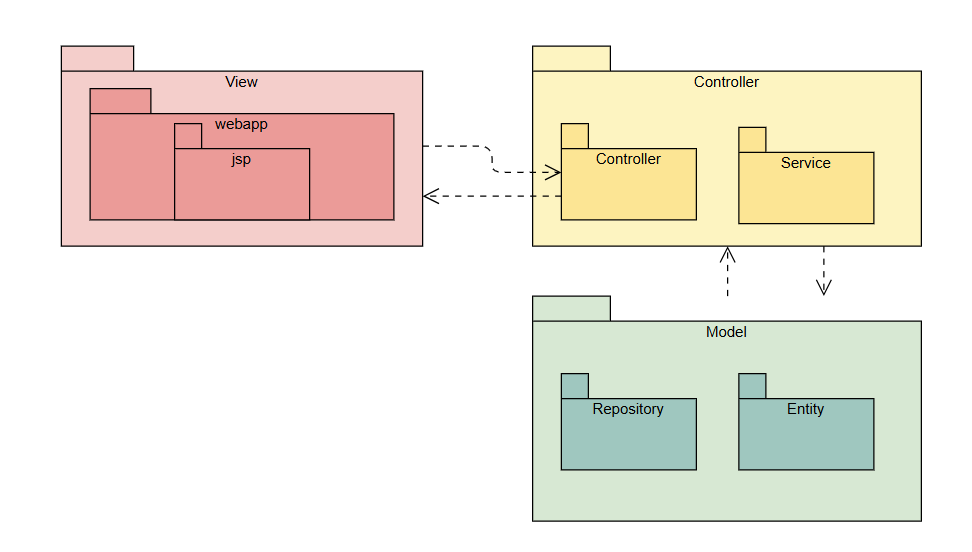 View
webapp
jsp
Controller
Controller
Service
Model
Repository
Entity